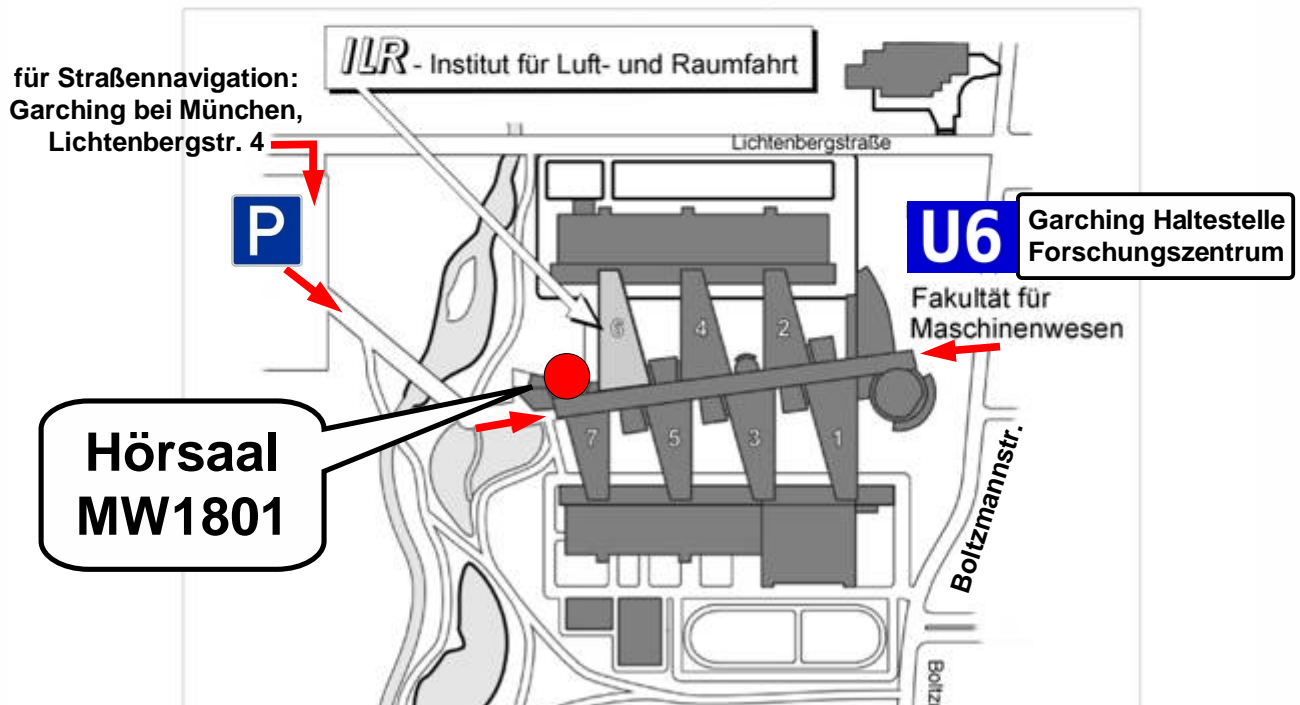 ILR - Institut für Luft- und Raumfahrt
für Straßennavigation:
Garching bei München,
Lichtenbergstr. 4
Lichtenbergstraße
P
U6
Garching Haltestelle
Forschungszentrum
Fakultät für
Maschinenwesen
6
4
2
Hörsaal
MW1801
7
5
3
1
Boltzmannstr.
Boltz